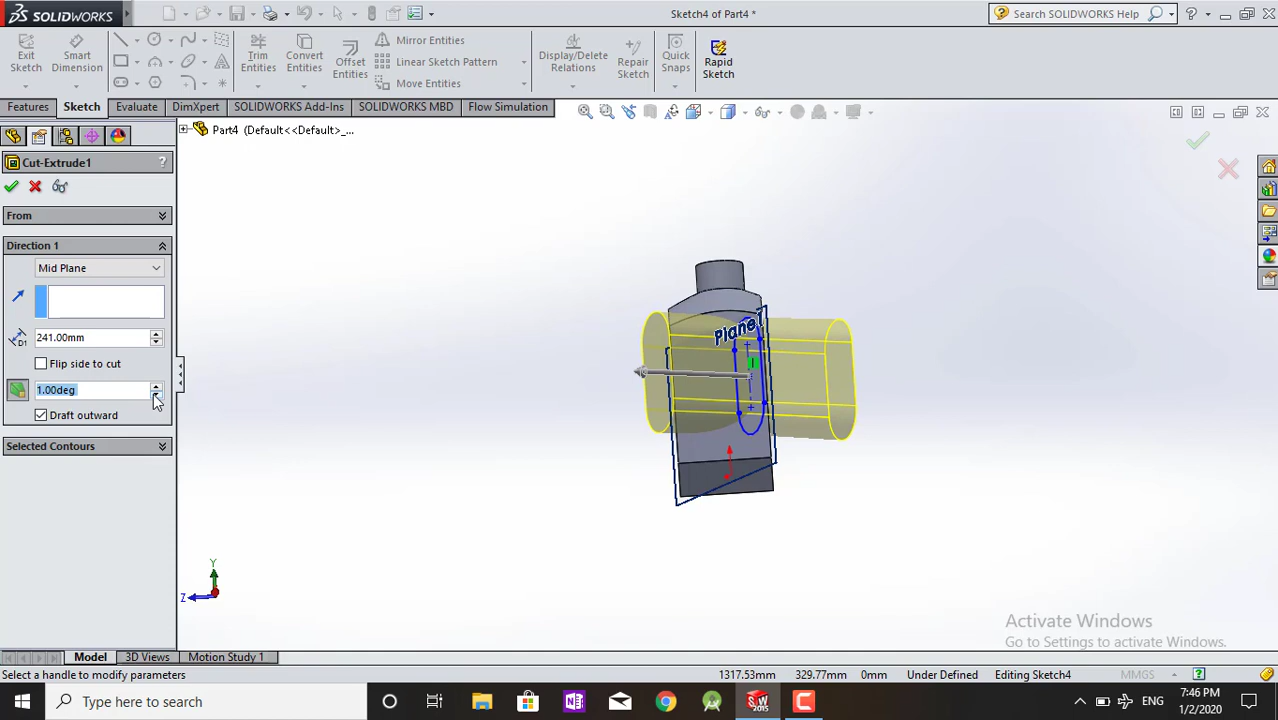 SOLIDWORKS
Sketch4 of Part4 *
Search SOLIDWORKS Help
Exit Sketch
Smart Dimension
Trim Entities
Convert Entities
Offset Entities
Mirror Entities
Linear Sketch Pattern
Move Entities
Display/Delete Relations
Repair Sketch
Quick Snaps
Rapid Sketch
Features
Sketch
Evaluate
DimXpert
SOLIDWORKS Add-Ins
SOLIDWORKS MBD
Flow Simulation
Part4 (Default<<Default>_...
Cut-Extrude1
?
From
Direction 1
Mid Plane
D1
241.00mm
Flip side to cut
1.00deg
Draft outward
Selected Contours
Plane1
Y
Z
Activate Windows
Go to Settings to activate Windows.
Model
3D Views
Motion Study 1
Select a handle to modify parameters
1317.53mm
329.77mm
0mm
Under Defined
Editing Sketch4
MMGS
Type here to search
SW
2015
ENG
7:46 PM
1/2/2020